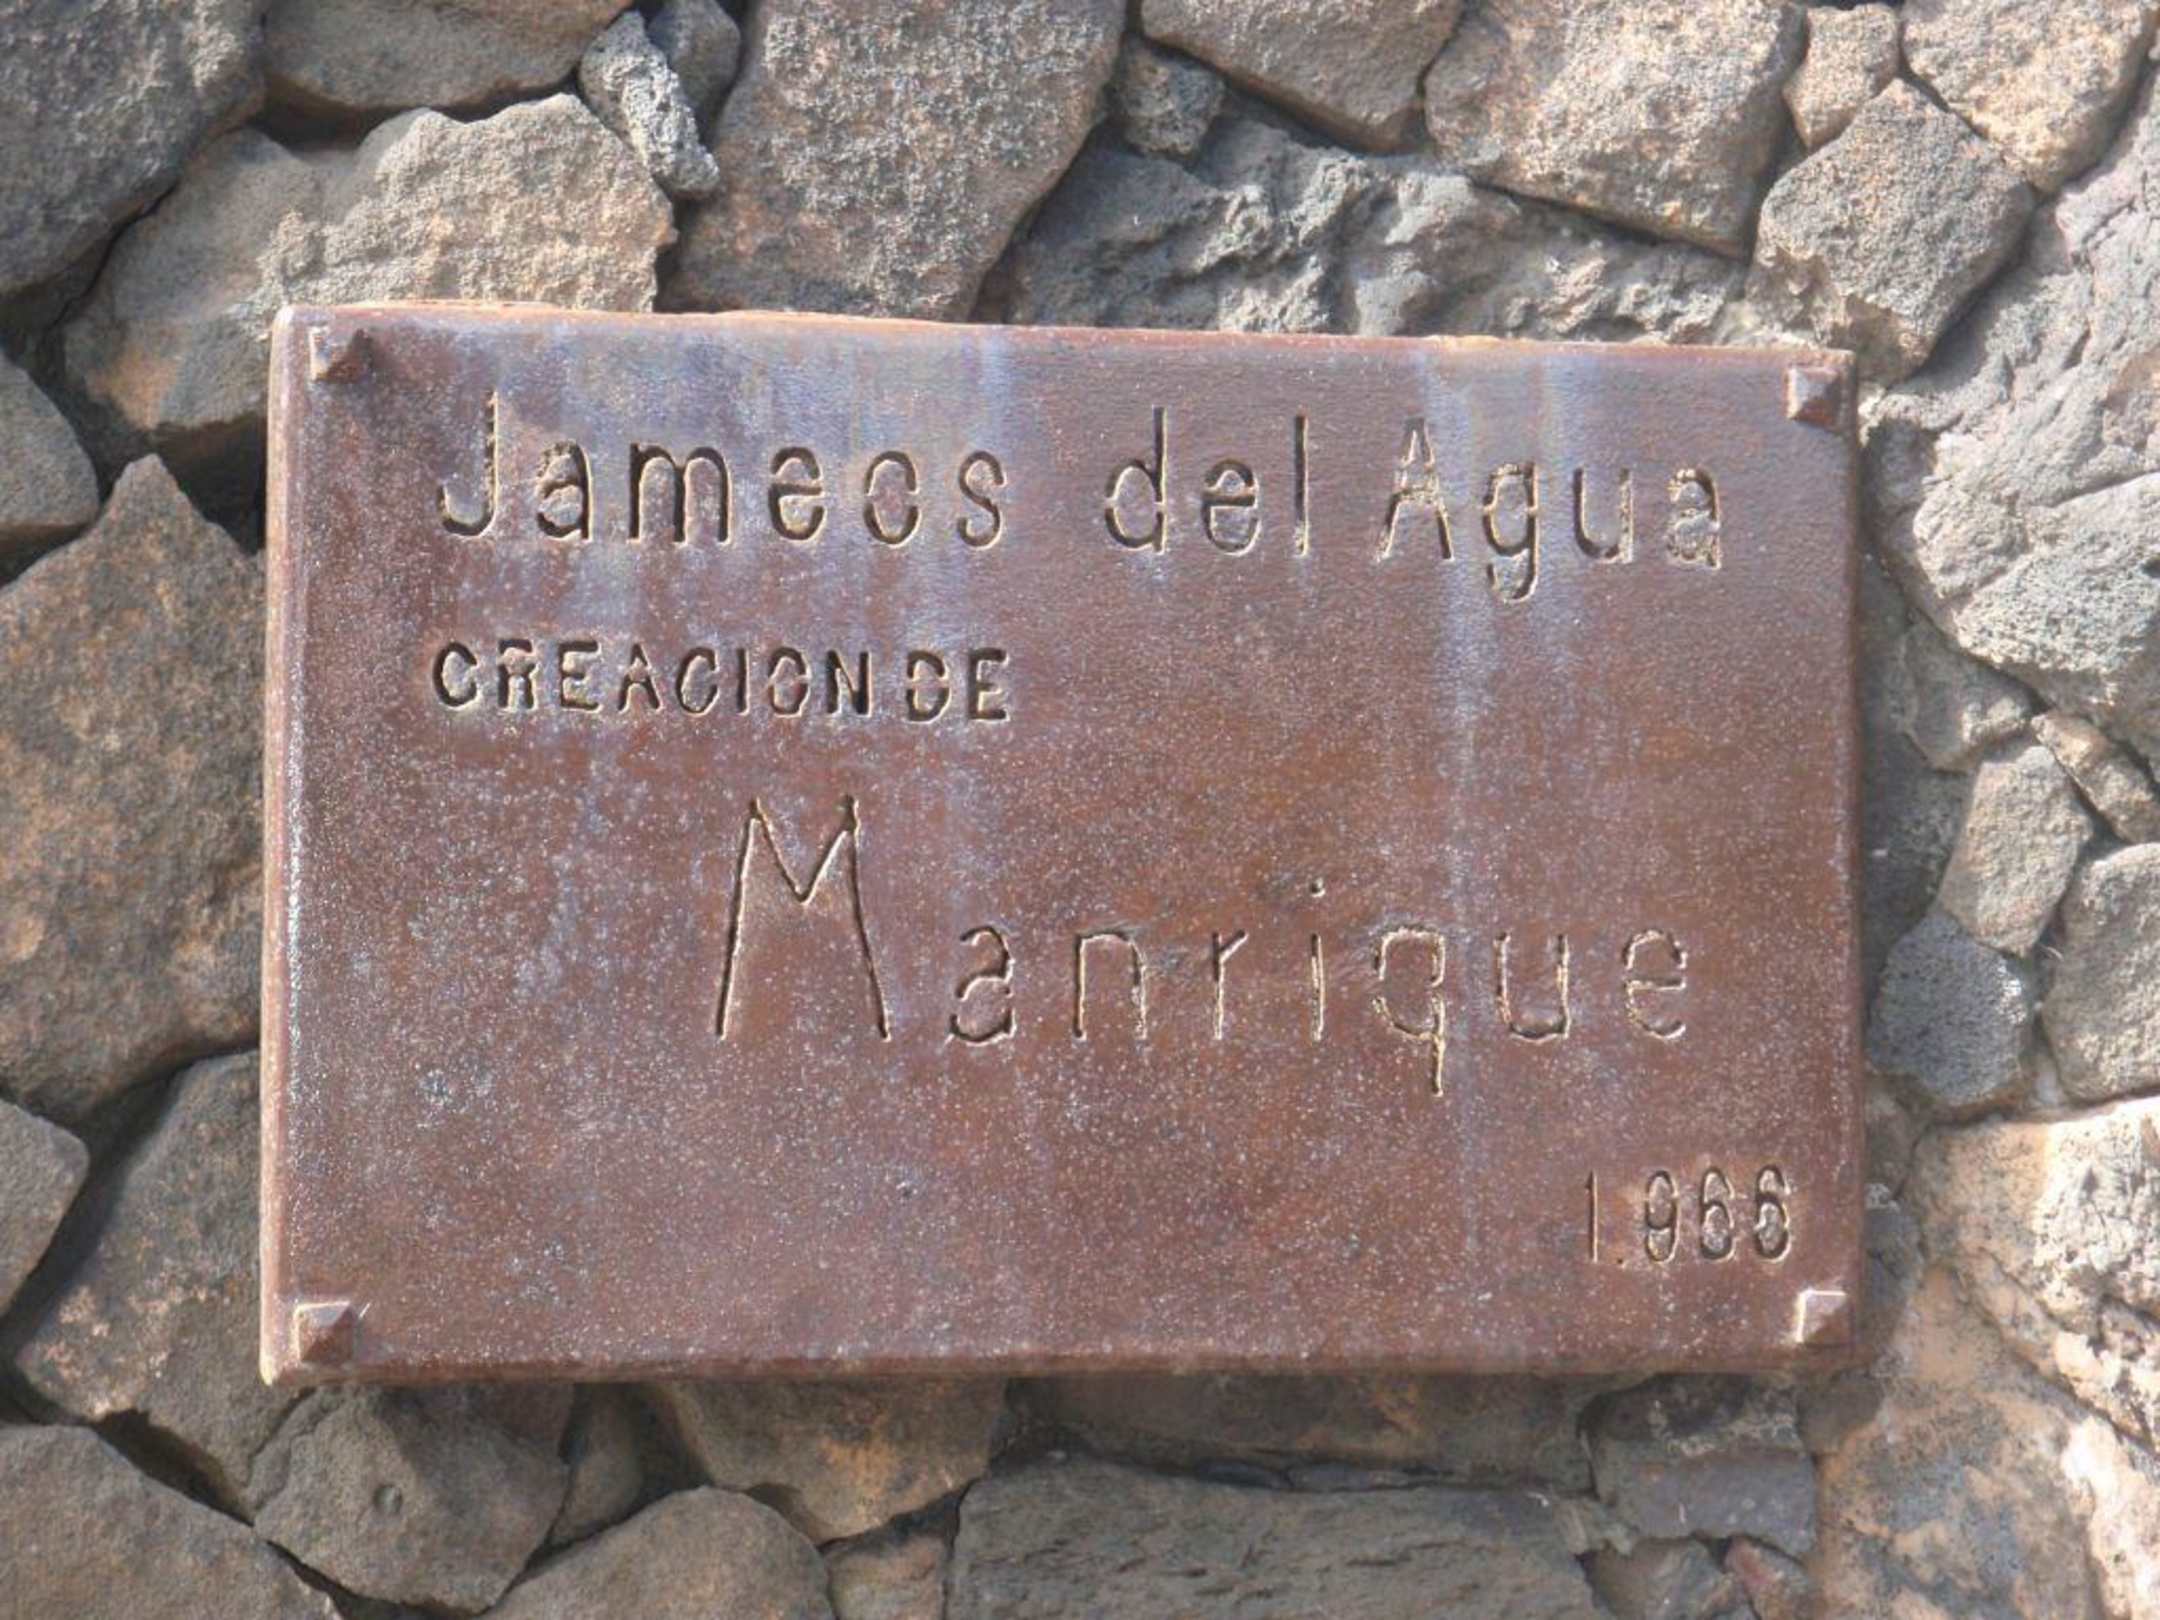 Jameos del Agua
CREACION DE
Manrique
1.966